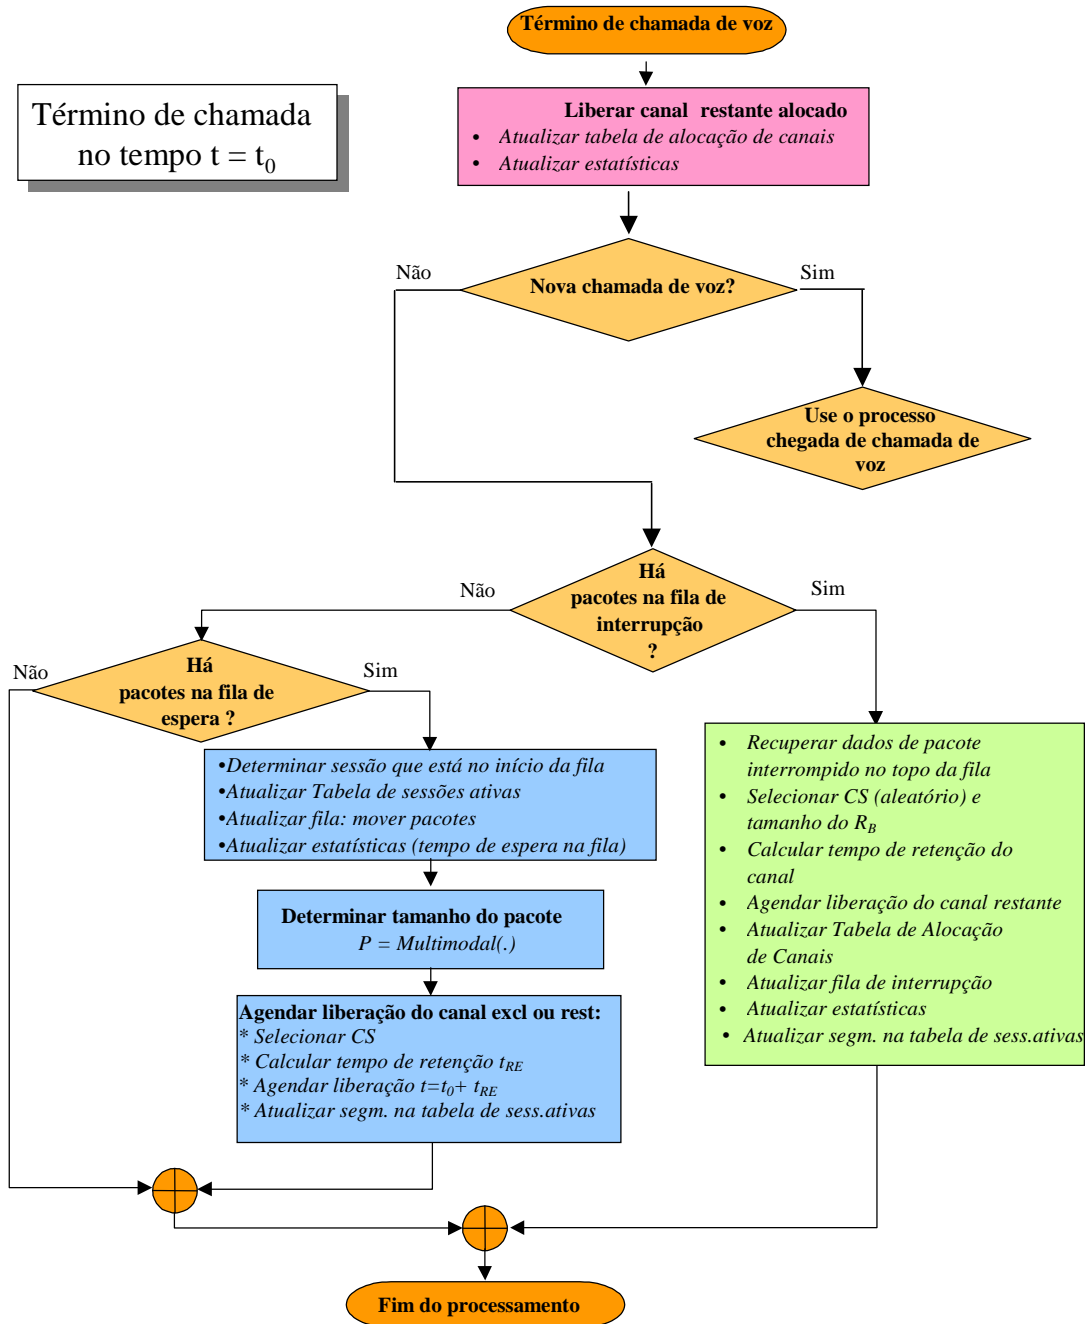 Término de chamada de voz
Término de chamada
no tempo t = t0
Liberar canal restante alocado
• Atualizar tabela de alocação de canais
• Atualizar estatísticas
Não
Sim
Nova chamada de voz?
Use o processo
chegada de chamada de
voz
Há
pacotes na fila de
interrupção
?
Não
Sim
Há
pacotes na fila de
espera ?
Não
Sim
•Determinar sessão que está no início da fila
•Atualizar Tabela de sessões ativas
•Atualizar fila: mover pacotes
•Atualizar estatísticas (tempo de espera na fila)
Determinar tamanho do pacote
P = Multimodal(.)
Agendar liberação do canal excl ou rest:
* Selecionar CS
* Calcular tempo de retenção tRE
* Agendar liberação t=t0+ tRE
* Atualizar segm. na tabela de sess.ativas
• Recuperar dados de pacote
interrompido no topo da fila
• Selecionar CS (aleatório) e
tamanho do RB
• Calcular tempo de retenção do
canal
• Agendar liberação do canal restante
• Atualizar Tabela de Alocação
de Canais
• Atualizar fila de interrupção
• Atualizar estatísticas
• Atualizar segm. na tabela de sess.ativas
Fim do processamento